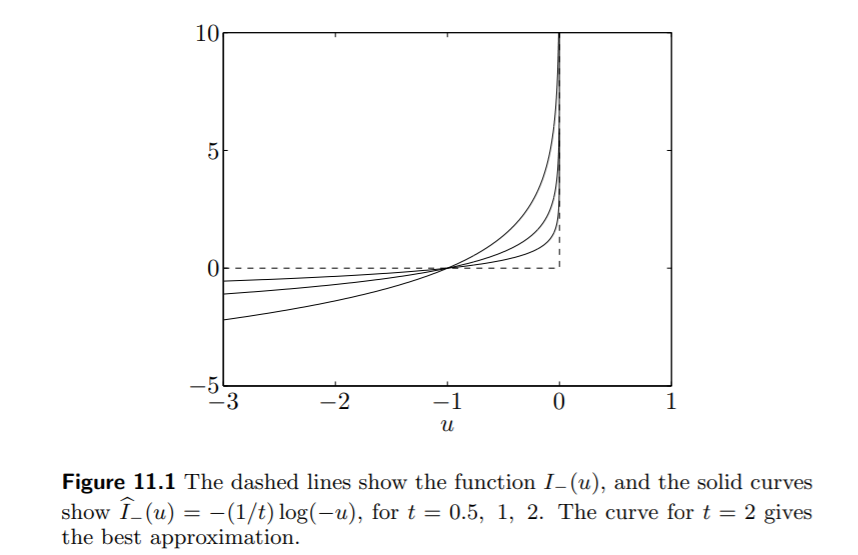 10
5
0
−5
−3 −2 −1 0 1
u
Figure 11.1 The dashed lines show the function I₋(u), and the solid curves
show Î₋(u) = −(1/t) log(−u), for t = 0.5, 1, 2. The curve for t = 2 gives
the best approximation.